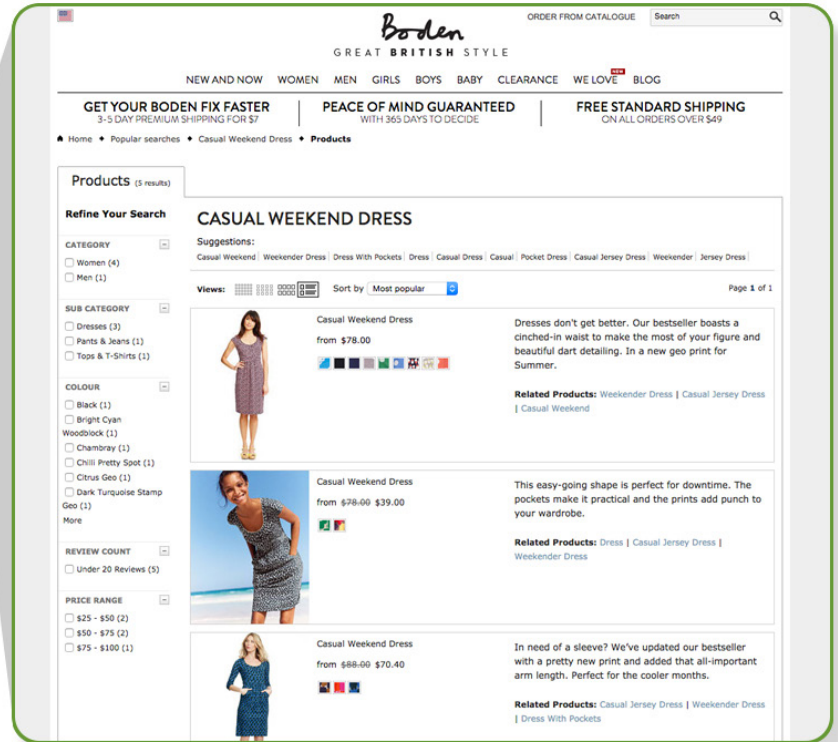 ORDER FROM CATALOGUE
Search
Boden
GREAT BRITISH STYLE
NEW AND NOW WOMEN MEN GIRLS BOYS BABY CLEARANCE WE LOVE NEW BLOG
GET YOUR BODEN FIX FASTER
3-5 DAY PREMIUM SHIPPING FOR $7
PEACE OF MIND GUARANTEED
WITH 365 DAYS TO DECIDE
FREE STANDARD SHIPPING
ON ALL ORDERS OVER $49
Home Popular searches Casual Weekend Dress Products
Products (5 results)
Refine Your Search
CATEGORY
Women (4)
Men (1)
SUB CATEGORY
Dresses (3)
Pants & Jeans (1)
Tops & T-Shirts (1)
COLOUR
Black (1)
Bright Cyan
Woodblock (1)
Chambray (1)
Chilli Pretty Spot (1)
Citrus Geo (1)
Dark Turquoise Stamp
Geo (1)
More
REVIEW COUNT
Under 20 Reviews (5)
PRICE RANGE
$25 - $50 (2)
$50 - $75 (2)
$75 - $100 (1)
CASUAL WEEKEND DRESS
Suggestions:
Casual Weekend | Weekender Dress | Dress With Pockets | Dress | Casual Dress | Casual | Pocket Dress | Casual Jersey Dress | Weekender | Jersey Dress |
Views: Sort by Most popular Page 1 of 1
Casual Weekend Dress
from $78.00
Dresses don't get better. Our bestseller boasts a
cinched-in waist to make the most of your figure and
beautiful dart detailing. In a new geo print for
Summer.
Related Products: Weekender Dress | Casual Jersey Dress
| Casual Weekend
Casual Weekend Dress
from $78.00 $39.00
This easy-going shape is perfect for downtime. The
pockets make it practical and the prints add punch to
your wardrobe.
Related Products: Dress | Casual Jersey Dress |
Weekender Dress
Casual Weekend Dress
from $88.00 $70.40
In need of a sleeve? We've updated our bestseller
with a pretty new print and added that all-important
arm length. Perfect for the cooler months.
Related Products: Casual Jersey Dress | Weekender Dress
| Dress With Pockets